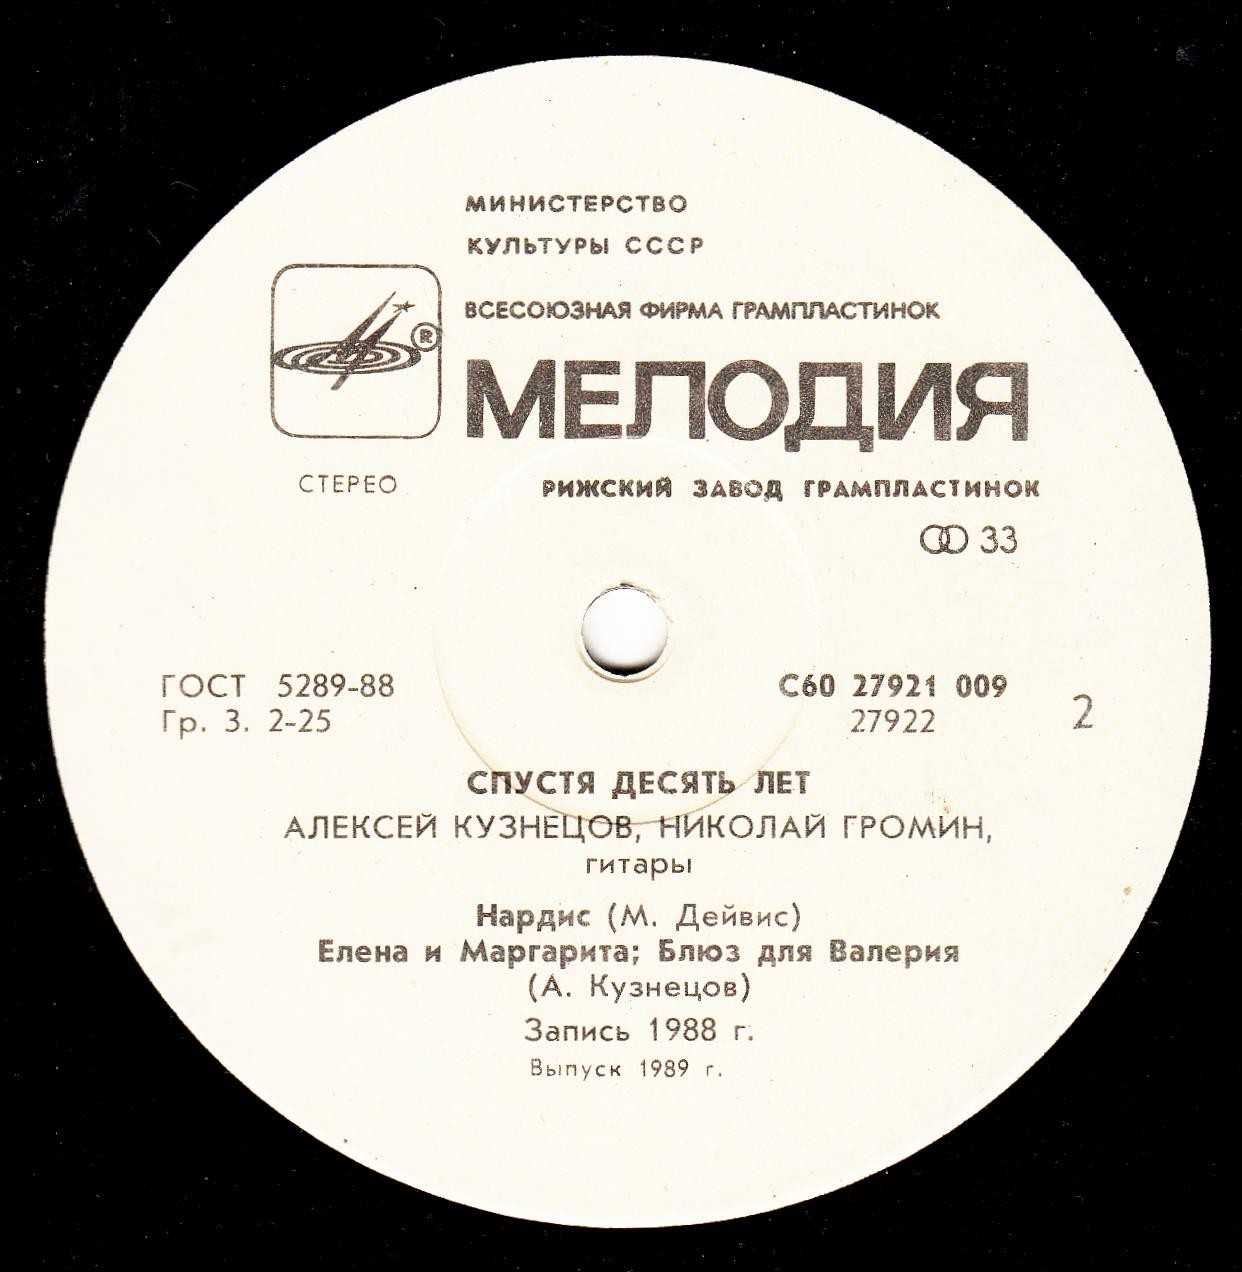 МИНИСТЕРСТВО
КУЛЬТУРЫ СССР
ВСЕСОЮЗНАЯ ФИРМА ГРАМПЛАСТИНОК
®
МЕЛОДИЯ
СТЕРЕО
РИЖСКИЙ ЗАВОД ГРАМПЛАСТИНОК
33
ГОСТ 5289-88
Гр. 3. 2-25
С60 27921 009
27922
2
СПУСТЯ ДЕСЯТЬ ЛЕТ
АЛЕКСЕЙ КУЗНЕЦОВ, НИКОЛАЙ ГРОМИН,
гитары
Нардис (М. Дейвис)
Елена и Маргарита; Блюз для Валерия
(А. Кузнецов)
Запись 1988 г.
Выпуск 1989 г.